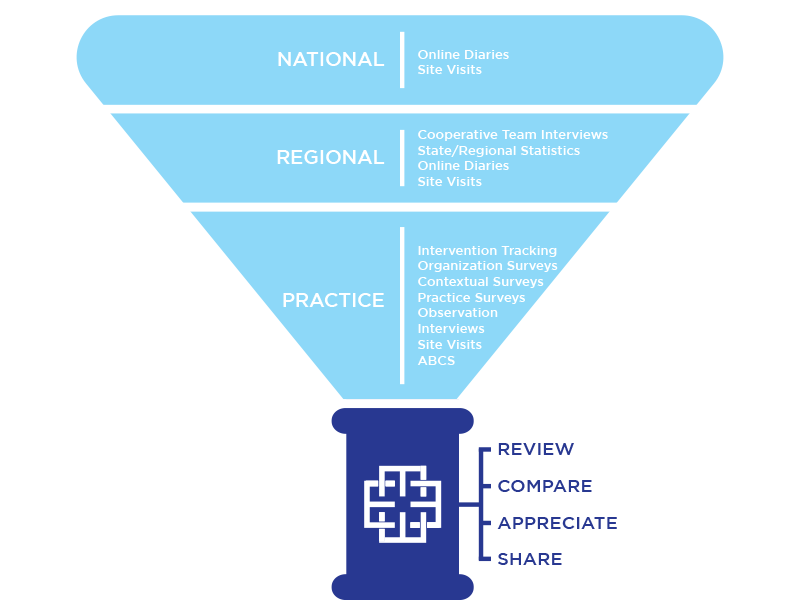 NATIONAL
Online Diaries
Site Visits
REGIONAL
Cooperative Team Interviews
State/Regional Statistics
Online Diaries
Site Visits
PRACTICE
Intervention Tracking
Organization Surveys
Contextual Surveys
Practice Surveys
Observation
Interviews
Site Visits
ABCS
REVIEW
COMPARE
APPRECIATE
SHARE